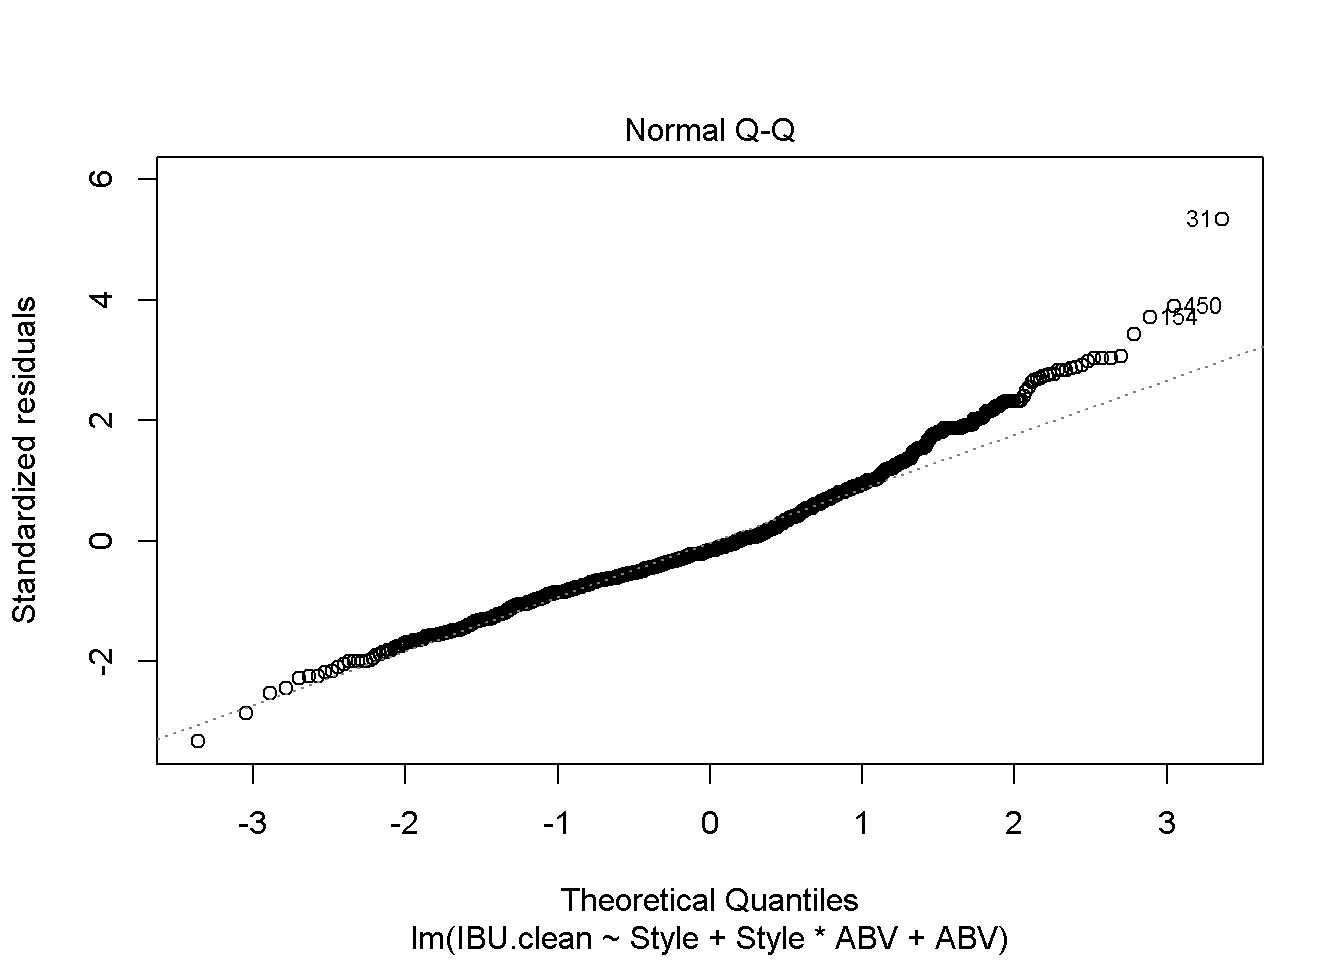 Normal Q-Q
Standardized residuals
6
4
2
0
-2
31
450
154
-3 -2 -1 0 1 2 3
Theoretical Quantiles
lm(IBU.clean ~ Style + Style * ABV + ABV)